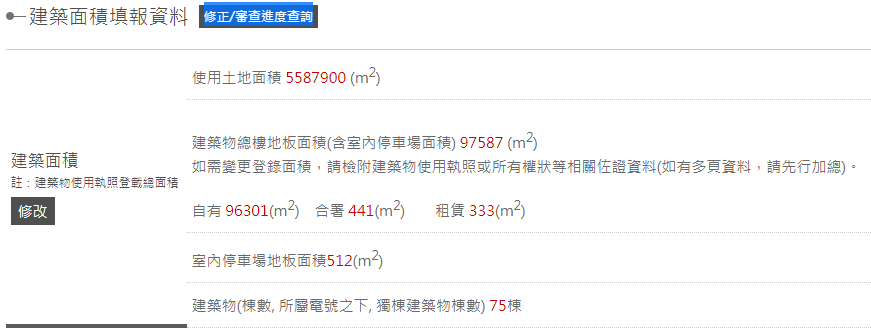 建築面積填報資料 修正/審查進度查詢
使用土地面積 5587900 (m2)
建築面積
註：建築物使用執照登載總面積
修改
建築物總樓地板面積(含室內停車場面積) 97587 (m2)
如需變更登錄面積，請檢附建築物使用執照或所有權狀等相關佐證資料(如有多頁資料，請先行加總)。
自有 96301(m2) 合署 441(m2) 租賃 333(m2)
室內停車場地板面積512(m2)
建築物(棟數, 所屬電號之下, 獨棟建築物棟數) 75棟